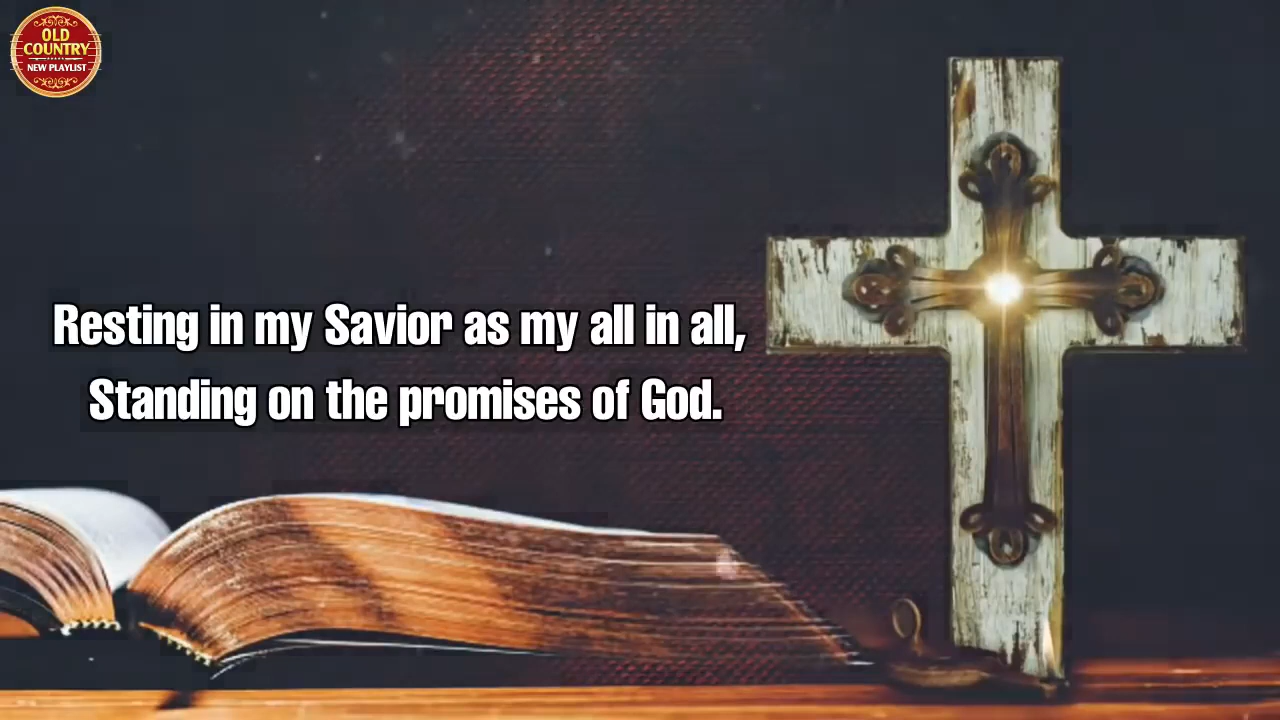 OLD
COUNTRY
NEW PLAYLIST
Resting in my Savior as my all in all,
Standing on the promises of God.